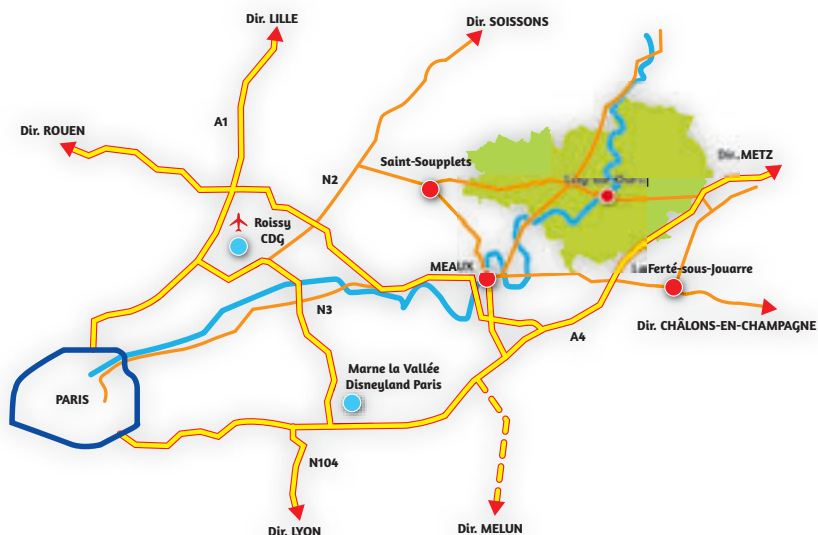 Dir. LILLE
Dir. SOISSONS
A1
Dir. ROUEN
Saint-Soupplets
METZ
N2
Roissy
CDG
MEAUX
Ferté-sous-Jouarre
N3
Dir. CHÂLONS-EN-CHAMPAGNE
A4
Marne la Vallée
Disneyland Paris
PARIS
N104
Dir. LYON
Dir. MELUN